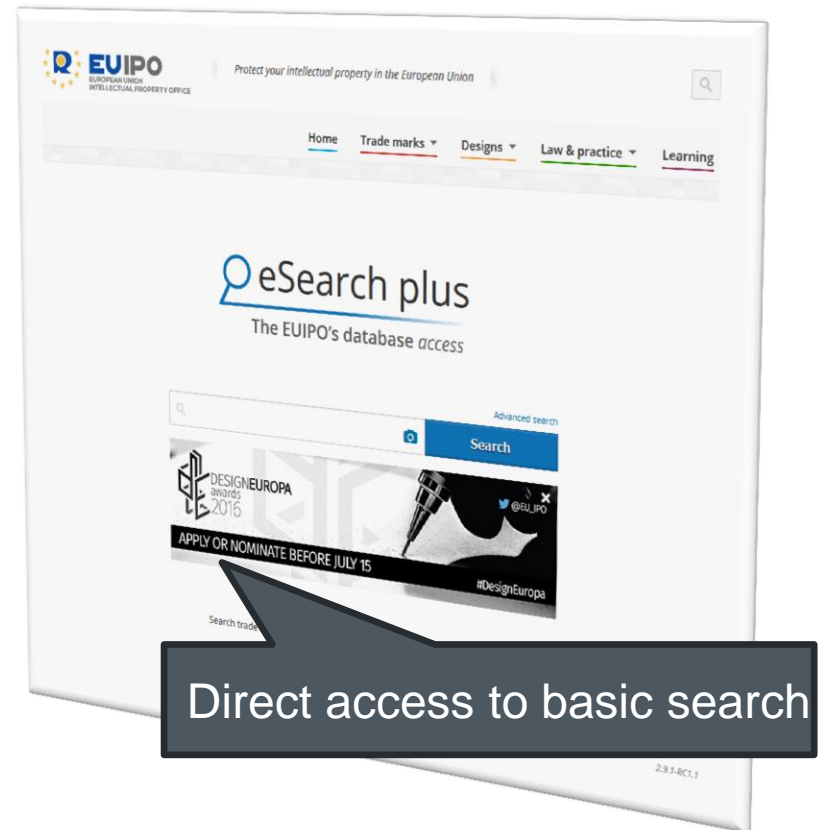 EUIPO
EUROPEAN UNION
INTELLECTUAL PROPERTY OFFICE
Protect your intellectual property in the European Union
Home Trade marks Designs Law & practice Learning
eSearch plus
The EUIPO's database access
Advanced search
Search
DESIGNEUROPA
awards
2016
@EU_IPO
APPLY OR NOMINATE BEFORE JULY 15
#DesignEuropa
Search trade
Direct access to basic search
2.9.1-RC1.1